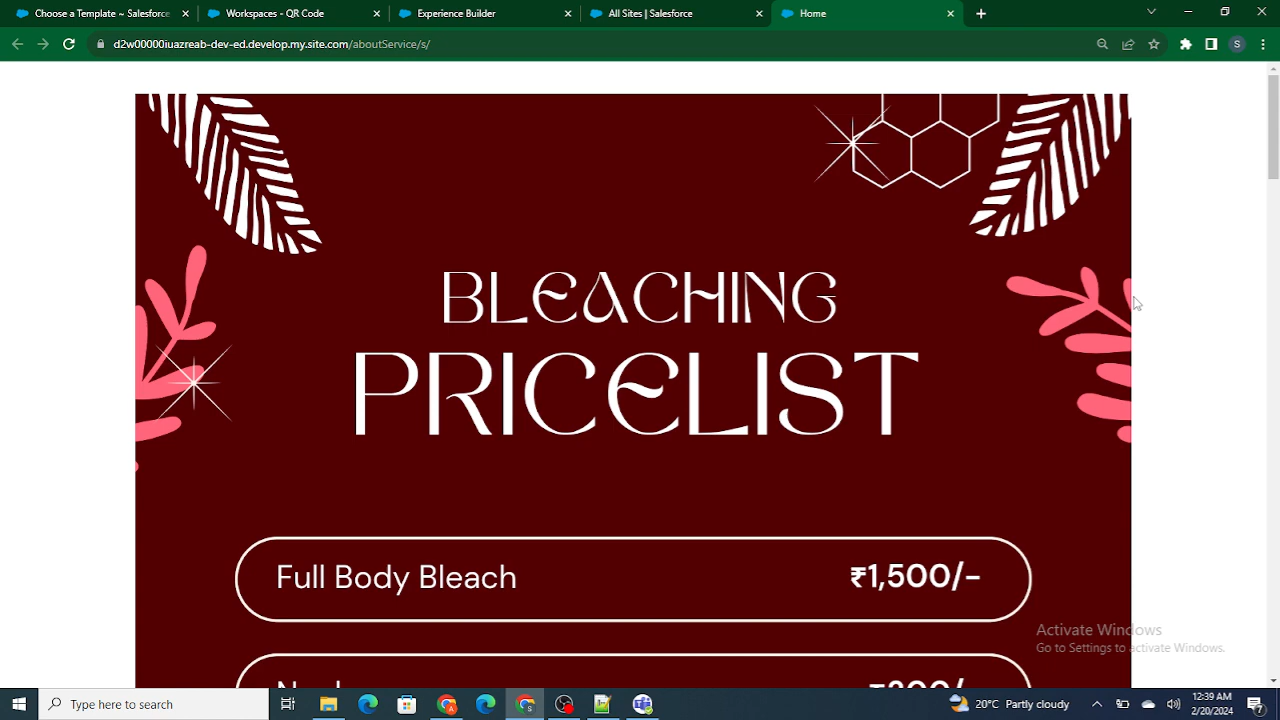 Choose a Template ~ Salesforce
Workspaces - QR Code
Experience Builder
All Sites | Salesforce
Home
d2w00000iuazreab-dev-ed.develop.my.site.com/aboutService/s/
S
BLEACHING
PRICELIST
Full Body Bleach ₹1,500/-
Activate Windows
Go to Settings to activate Windows.
Type here to search
20°C Partly cloudy
12:39 AM
2/20/2024